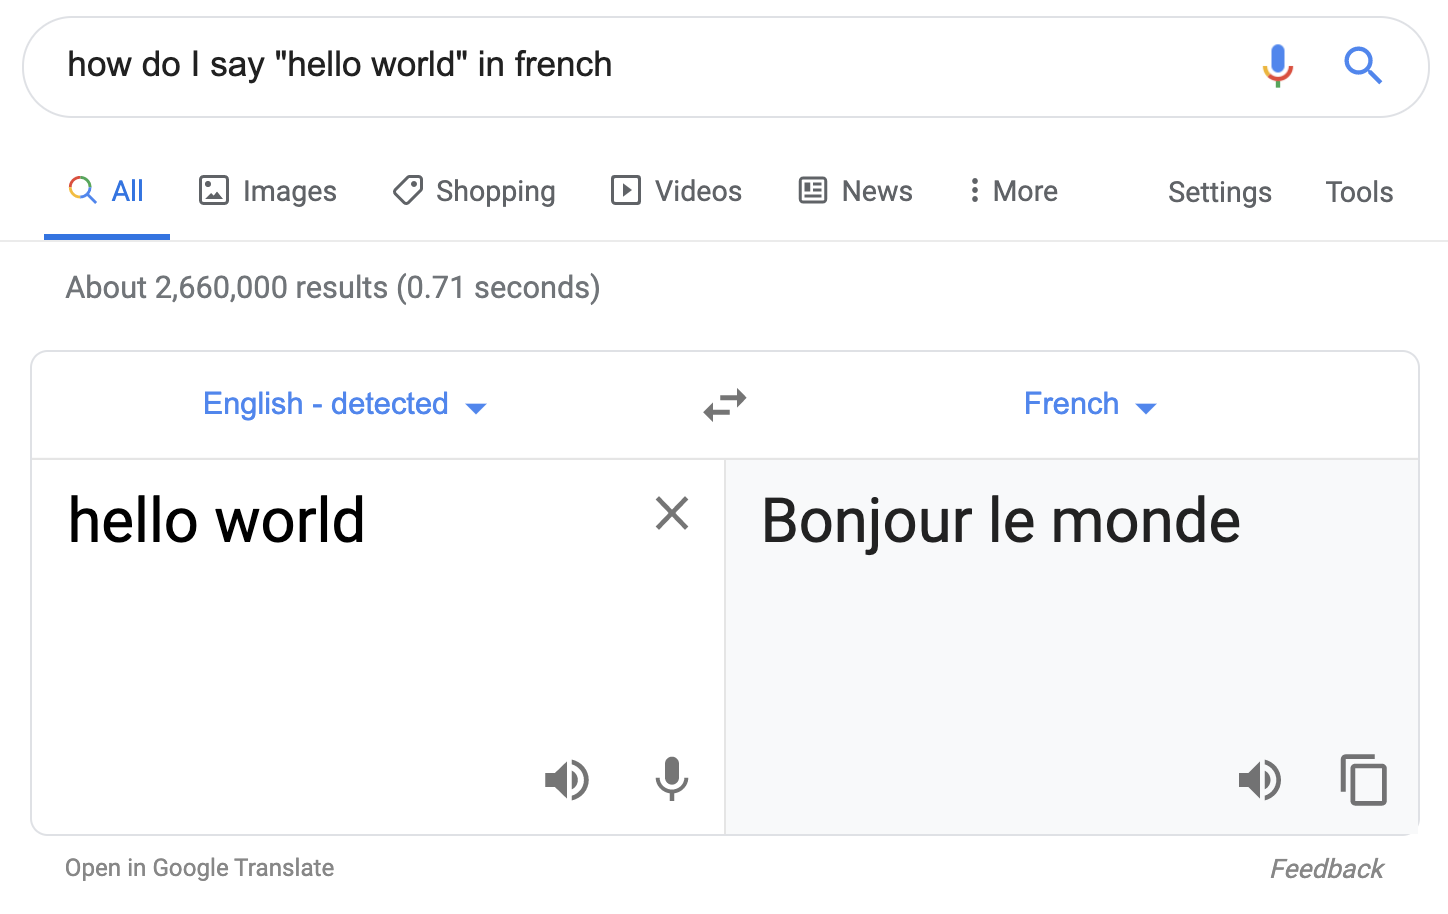 how do I say "hello world" in french
All Images Shopping Videos News More Settings Tools
About 2,660,000 results (0.71 seconds)
English - detected French
hello world Bonjour le monde
Open in Google Translate Feedback